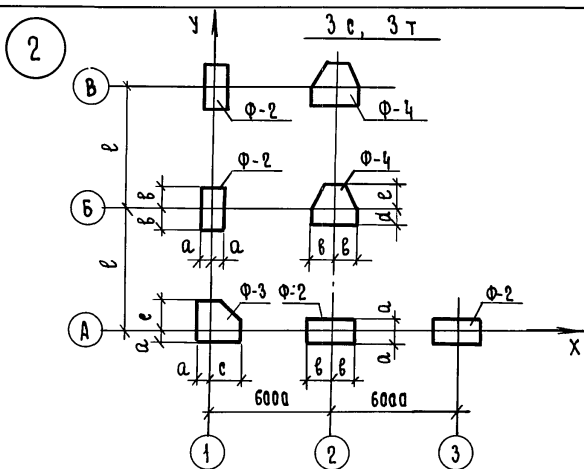 2
У
3 с, 3 т
В
Ф-2
Ф-4
l
Ф-2
Ф-4
в
в
Б
e
d
а
а
в
в
l
Ф-3
Ф-2
Ф-2
с
а
А
а
а
Х
а
с
в
в
6000
6000
1
2
3